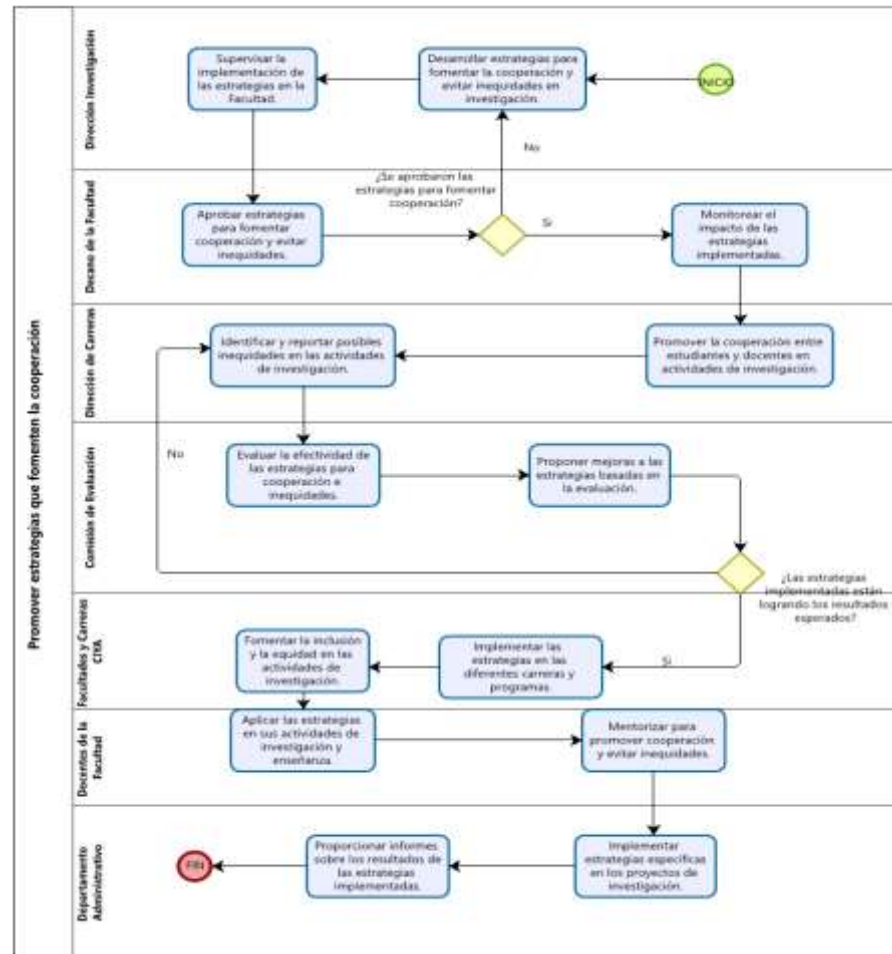 Promover estrategias que fomenten la cooperación
Dirección Investigación
Supervisar la
implementación de
las estrategias en la
Facultad.
Desarrollar estrategias para
fomentar la cooperación y
evitar inequidades en
investigación.
INICIO
No
Decano de la Facultad
¿Se aprobaron las
estrategias para fomentar
cooperación?
Aprobar estrategias
para fomentar
cooperación y evitar
inequidades.
Si
Monitorear el
impacto de las
estrategias
implementadas.
Dirección de Carreras
Identificar y reportar posibles
inequidades en las actividades
de investigación.
Promover la cooperación entre
estudiantes y docentes en
actividades de investigación.
Comisión de Evaluación
No
Evaluar la efectividad de
las estrategias para
cooperación e
inequidades.
Proponer mejoras a las
estrategias basadas en
la evaluación.
¿Las estrategias
implementadas están
logrando los resultados
esperados?
Facultades y Carreras
CIYA
Fomentar la inclusión
y la equidad en las
actividades de
investigación.
Implementar las
estrategias en las
diferentes carreras y
programas.
Si
Docentes de la
Facultad
Aplicar las estrategias
en sus actividades de
investigación y
enseñanza.
Mentorizar para
promover cooperación
y evitar inequidades.
Departamento
Administrativo
FIN
Proporcionar informes
sobre los resultados de
las estrategias
implementadas.
Implementar
estrategias específicas
en los proyectos de
investigación.